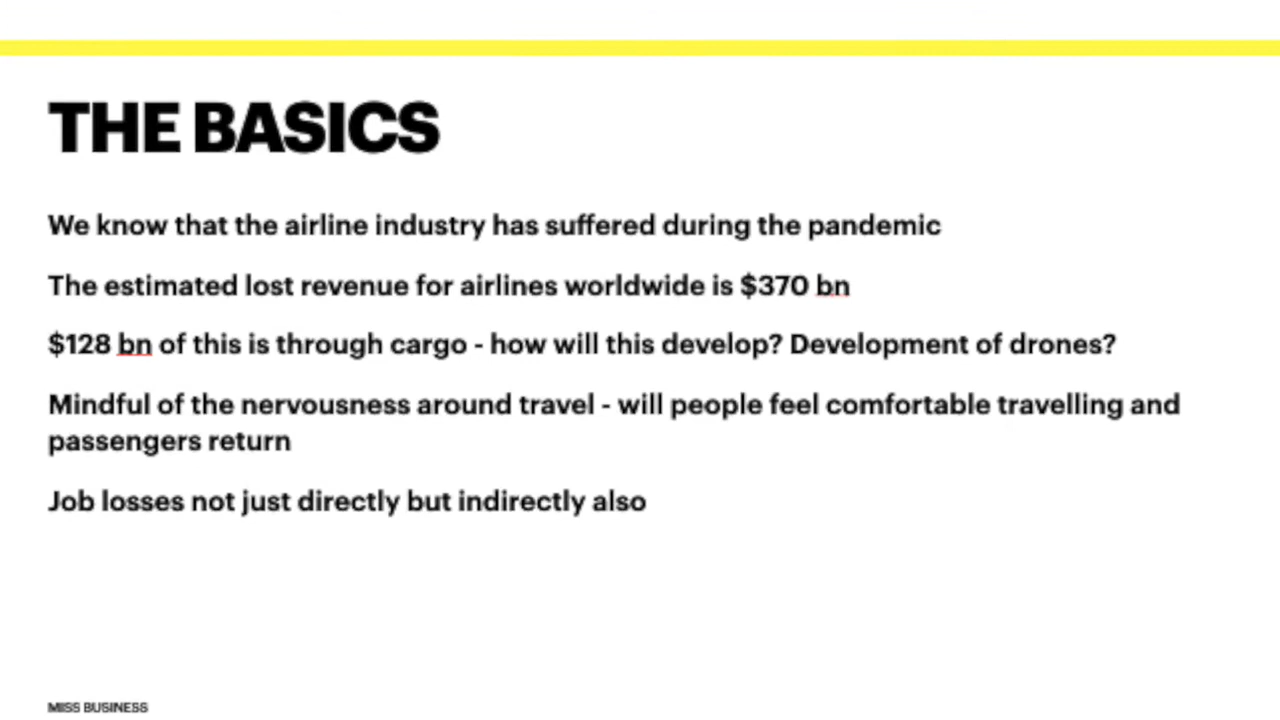 THE BASICS
We know that the airline industry has suffered during the pandemic
The estimated lost revenue for airlines worldwide is $370 bn
$128 bn of this is through cargo - how will this develop? Development of drones?
Mindful of the nervousness around travel - will people feel comfortable travelling and
passengers return
Job losses not just directly but indirectly also
MISS BUSINESS